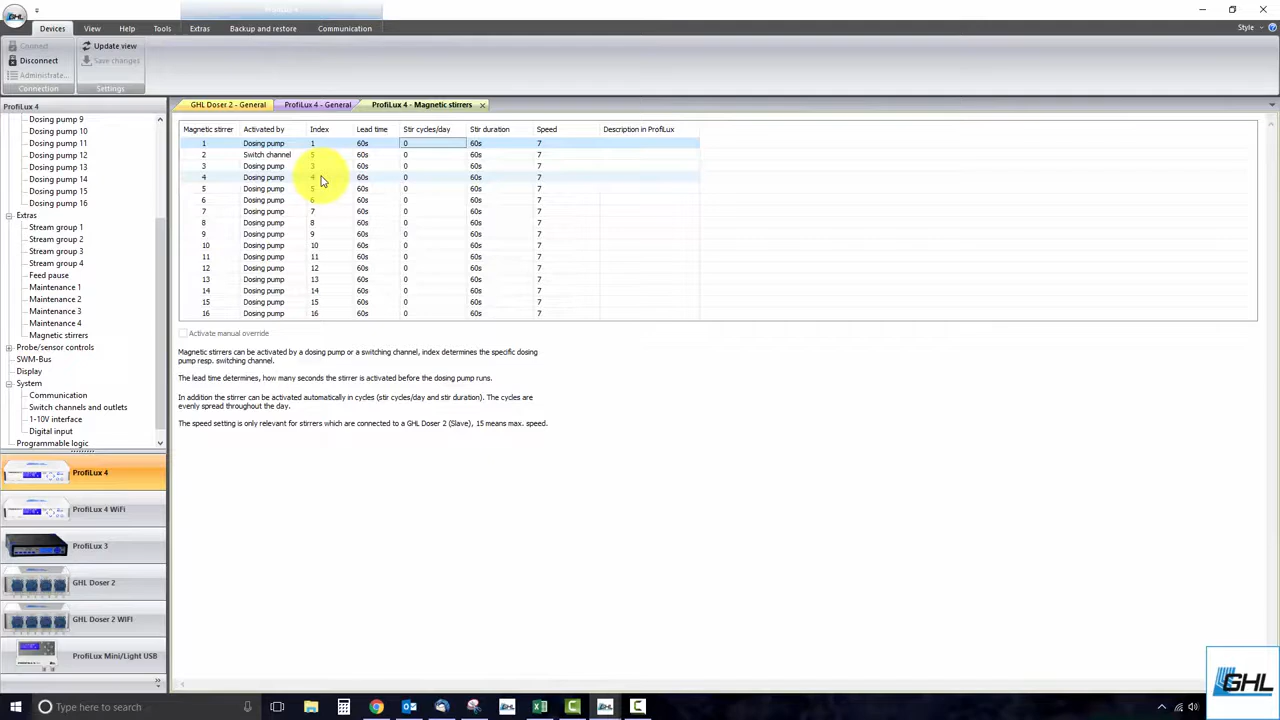 GHL
ProfiLux 4
Devices View Help Tools Extras Backup and restore Communication Style
Connect
Disconnect
Administrate...
Connection
Update view
Save changes
Settings
ProfiLux 4
Dosing pump 9
Dosing pump 10
Dosing pump 11
Dosing pump 12
Dosing pump 13
Dosing pump 14
Dosing pump 15
Dosing pump 16
Extras
Stream group 1
Stream group 2
Stream group 3
Stream group 4
Feed pause
Maintenance 1
Maintenance 2
Maintenance 3
Maintenance 4
Magnetic stirrers
Probe/sensor controls
SWM-Bus
Display
System
Communication
Switch channels and outlets
1-10V interface
Digital input
Programmable logic
ProfiLux 4
ProfiLux 4 WiFi
ProfiLux 3
GHL Doser 2
GHL Doser 2 WIFI
ProfiLux Mini/Light USB
GHL Doser 2 - General ProfiLux 4 - General ProfiLux 4 - Magnetic stirrers
Magnetic stirrer Activated by Index Lead time Stir cycles/day Stir duration Speed Description in ProfiLux
1 Dosing pump 1 60s 0 60s 7
2 Switch channel 5 60s 0 60s 7
3 Dosing pump 3 60s 0 60s 7
4 Dosing pump 4 60s 0 60s 7
5 Dosing pump 5 60s 0 60s 7
6 Dosing pump 6 60s 0 60s 7
7 Dosing pump 7 60s 0 60s 7
8 Dosing pump 8 60s 0 60s 7
9 Dosing pump 9 60s 0 60s 7
10 Dosing pump 10 60s 0 60s 7
11 Dosing pump 11 60s 0 60s 7
12 Dosing pump 12 60s 0 60s 7
13 Dosing pump 13 60s 0 60s 7
14 Dosing pump 14 60s 0 60s 7
15 Dosing pump 15 60s 0 60s 7
16 Dosing pump 16 60s 0 60s 7
Activate manual override
Magnetic stirrers can be activated by a dosing pump or a switching channel, index determines the specific dosing
pump resp. switching channel.
The lead time determines, how many seconds the stirrer is activated before the dosing pump runs.
In addition the stirrer can be activated automatically in cycles (stir cycles/day and stir duration). The cycles are
evenly spread throughout the day.
The speed setting is only relevant for stirrers which are connected to a GHL Doser 2 (Slave), 15 means max. speed.
GHL
Type here to search